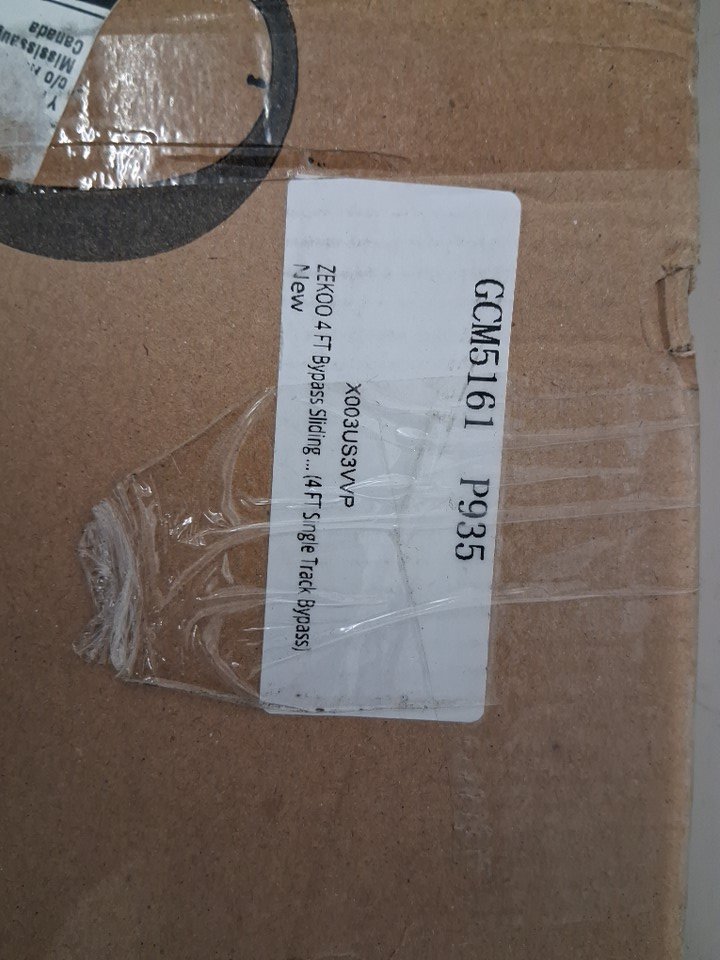 GCM5161 P935
X003US3VVP
ZEKOO 4 FT Bypass Sliding... (4 FT Single Track Bypass)
New
Y
c/o
Mississau
Canada